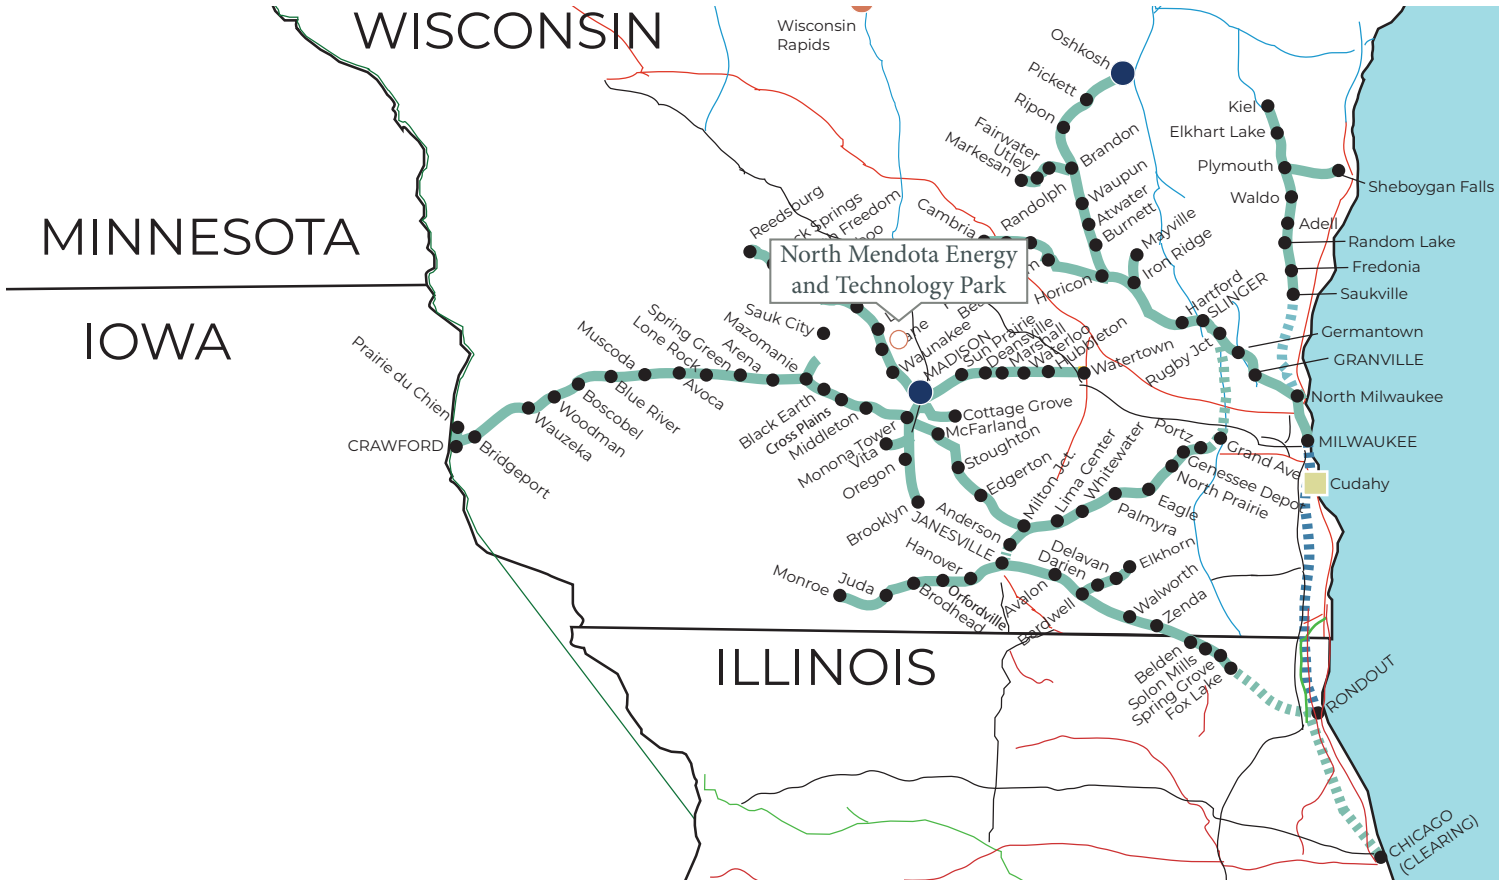 WISCONSIN
Wisconsin
Rapids
MINNESOTA
IOWA
ILLINOIS
Oshkosh
Pickett
Ripon
Fairwater
Utley
Markesan
Brandon
Waupun
Atwater
Burnett
Randolph
Cambria
Horicon
Mayville
Iron Ridge
Hartford
SLINGER
Rugby Jct
Kiel
Elkhart Lake
Plymouth
Sheboygan Falls
Waldo
Adell
Random Lake
Fredonia
Saukville
Germantown
GRANVILLE
North Milwaukee
MILWAUKEE
Cudahy
Reedsburg
Springs
Freedom
North Mendota Energy
and Technology Park
Sauk City
Waunakee
MADISON
Sun Prairie
Deansville
Marshall
Waterloo
Hubbleton
Watertown
Cottage Grove
McFarland
Stoughton
Edgerton
Milton Jct
Lima Center
Whitewater
Palmyra
Eagle
North Prairie
Genessee Depot
Portz
Grand Ave
Mazomanie
Arena
Spring Green
Lone Rock
Avoca
Muscoda
Blue River
Boscobel
Woodman
Wauzeka
Prairie du Chien
CRAWFORD
Bridgeport
Black Earth
Cross Plains
Middleton
Monona Tower
Vita
Oregon
Brooklyn
Anderson
JANESVILLE
Hanover
Orfordville
Brodhead
Juda
Monroe
Avalon
Darien
Delavan
Elkhorn
Bardwell
Walworth
Zenda
Belden
Solon Mills
Spring Grove
Fox Lake
RONDOUT
CHICAGO
(CLEARING)